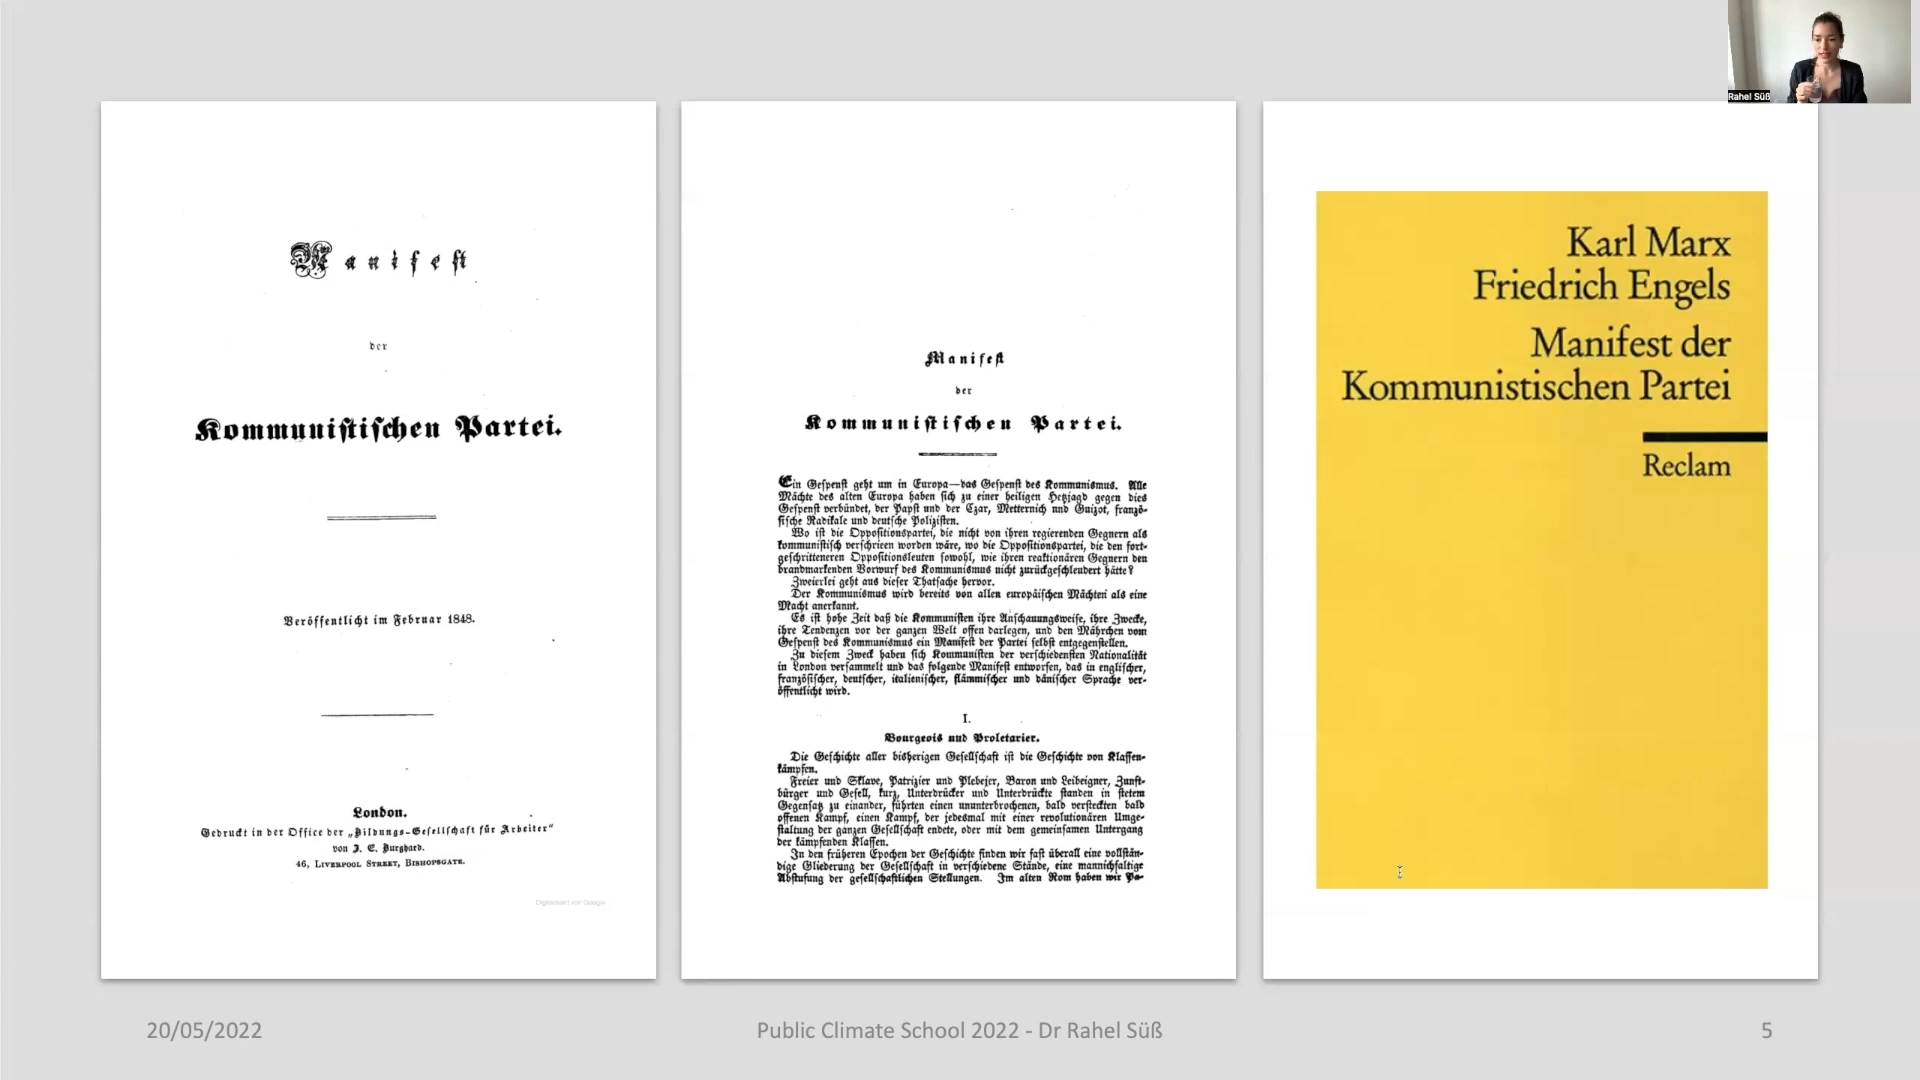 Rahel Süß
Manifest
der
Kommunistischen Partei.
Veröffentlicht im Februar 1848.
London.
Gedruckt in der Office der „Bildungs-Gesellschaft für Arbeiter"
von J. E. Burghard.
46, Liverpool Street, Bishopsgate.
Digitalisiert von Google
Manifest
der
Kommunistischen Partei.
Ein Gespenst geht um in Europa—das Gespenst des Kommunismus. Alle
Mächte des alten Europa haben sich zu einer heiligen Hetzjagd gegen dies
Gespenst verbündet, der Papst und der Czar, Metternich und Guizot, franzö-
sische Radikale und deutsche Polizisten.
Wo ist die Oppositionspartei, die nicht von ihren regierenden Gegnern als
kommunistisch verschrieen worden wäre, wo die Oppositionspartei, die den fort-
geschritteneren Oppositionsleuten sowohl, wie ihren reaktionären Gegnern den
brandmarkenden Vorwurf des Kommunismus nicht zurückgeschleudert hätte?
Zweierlei geht aus dieser Thatsache hervor.
Der Kommunismus wird bereits von allen europäischen Mächten als eine
Macht anerkannt.
Es ist hohe Zeit daß die Kommunisten ihre Anschauungsweise, ihre Zwecke,
ihre Tendenzen vor der ganzen Welt offen darlegen, und den Mährchen vom
Gespenst des Kommunismus ein Manifest der Partei selbst entgegenstellen.
Zu diesem Zweck haben sich Kommunisten der verschiedensten Nationalität
in London versammelt und das folgende Manifest entworfen, das in englischer,
französischer, deutscher, italienischer, flämmischer und dänischer Sprache ver-
öffentlicht wird.
I.
Bourgeois und Proletarier.
Die Geschichte aller bisherigen Gesellschaft ist die Geschichte von Klassen-
kämpfen.
Freier und Sklave, Patrizier und Plebejer, Baron und Leibeigner, Zunft-
bürger und Gesell, kurz, Unterdrücker und Unterdrückte standen in stetem
Gegensatz zu einander, führten einen ununterbrochenen, bald versteckten bald
offenen Kampf, einen Kampf, der jedesmal mit einer revolutionären Umge-
staltung der ganzen Gesellschaft endete, oder mit dem gemeinsamen Untergang
der kämpfenden Klassen.
In den früheren Epochen der Geschichte finden wir fast überall eine vollstän-
dige Gliederung der Gesellschaft in verschiedene Stände, eine mannichfaltige
Abstufung der gesellschaftlichen Stellungen. Im alten Rom haben wir Pa-
Karl Marx
Friedrich Engels
Manifest der
Kommunistischen Partei
Reclam
20/05/2022
Public Climate School 2022 - Dr Rahel Süß
5